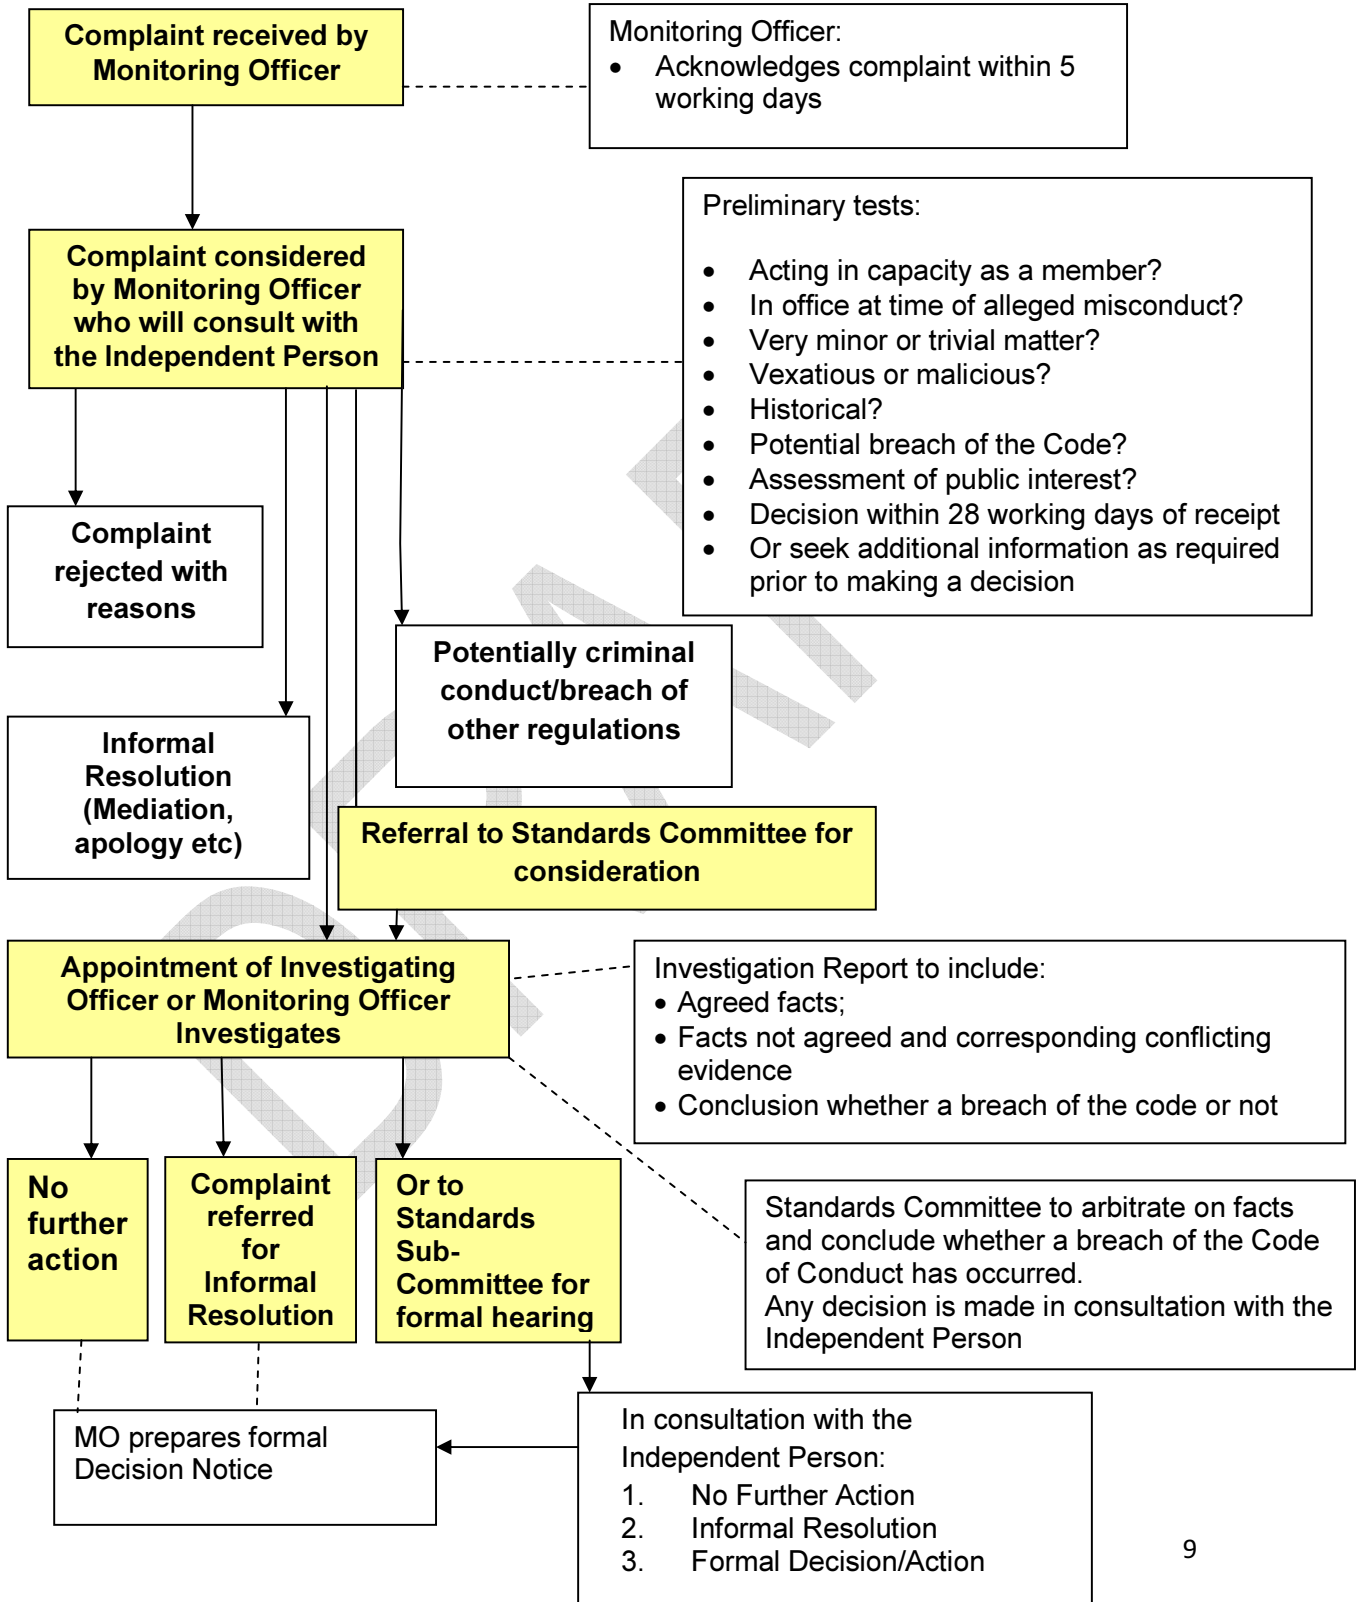 Complaint received by
Monitoring Officer
Monitoring Officer:
• Acknowledges complaint within 5
working days
Complaint considered
by Monitoring Officer
who will consult with
the Independent Person
Preliminary tests:
• Acting in capacity as a member?
• In office at time of alleged misconduct?
• Very minor or trivial matter?
• Vexatious or malicious?
• Historical?
• Potential breach of the Code?
• Assessment of public interest?
• Decision within 28 working days of receipt
• Or seek additional information as required
prior to making a decision
Complaint
rejected with
reasons
Potentially criminal
conduct/breach of
other regulations
Informal
Resolution
(Mediation,
apology etc)
Referral to Standards Committee for
consideration
Appointment of Investigating
Officer or Monitoring Officer
Investigates
Investigation Report to include:
• Agreed facts;
• Facts not agreed and corresponding conflicting
evidence
• Conclusion whether a breach of the code or not
No
further
action
Complaint
referred
for
Informal
Resolution
Or to
Standards
Sub-
Committee for
formal hearing
Standards Committee to arbitrate on facts
and conclude whether a breach of the Code
of Conduct has occurred.
Any decision is made in consultation with the
Independent Person
MO prepares formal
Decision Notice
In consultation with the
Independent Person:
1. No Further Action
2. Informal Resolution
3. Formal Decision/Action
9
DRAFT